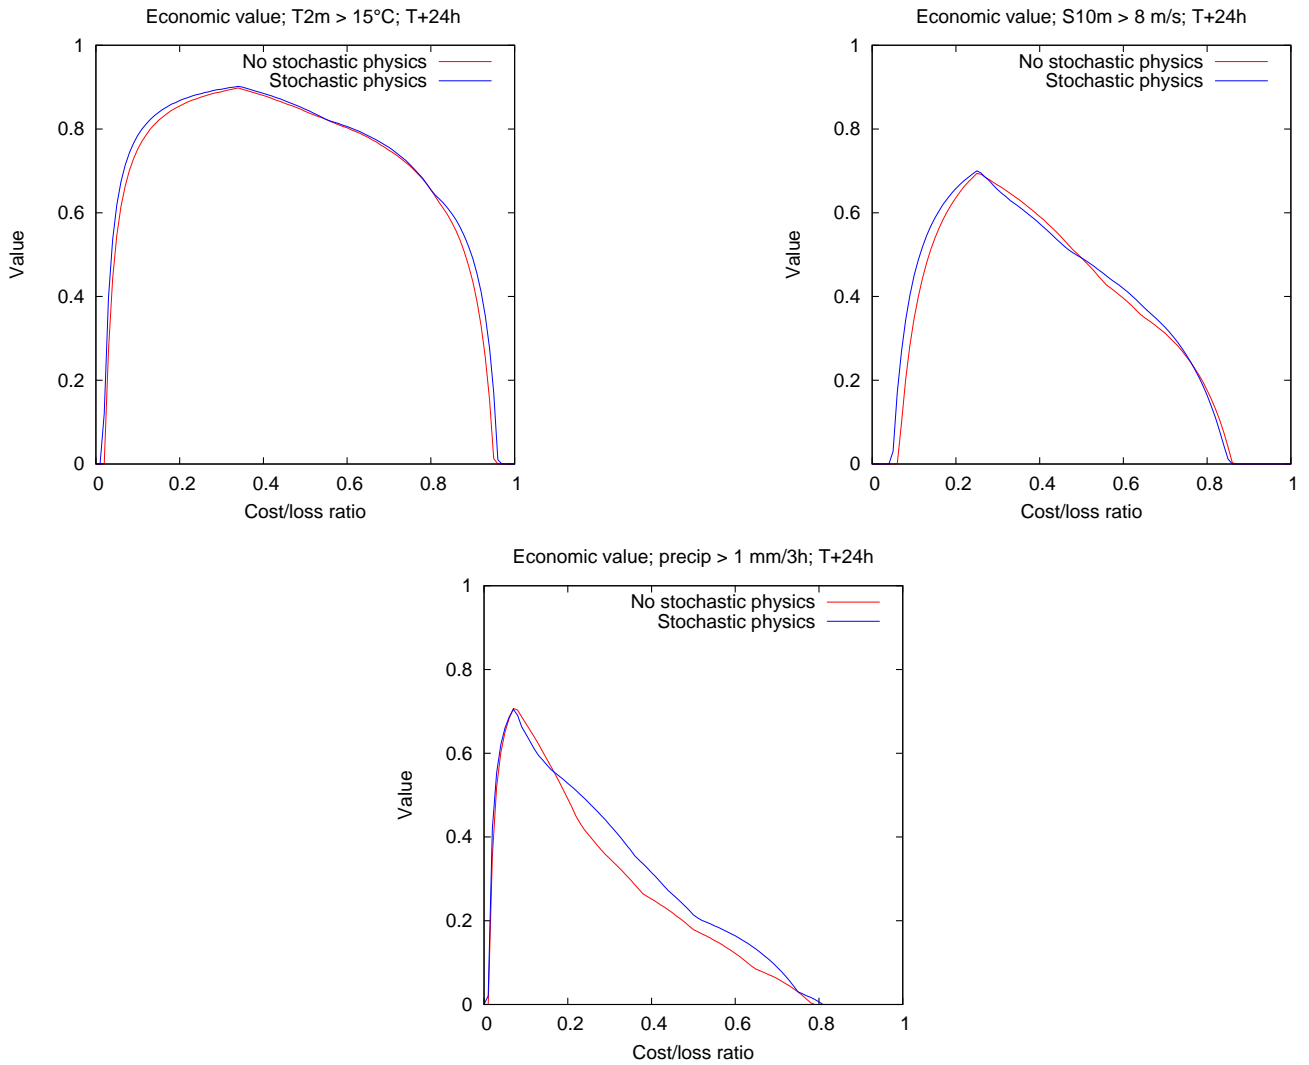 Economic value; T2m > 15°C; T+24h
No stochastic physics
Stochastic physics
1
0.8
0.6
0.4
0.2
0
Value
0 0.2 0.4 0.6 0.8 1
Cost/loss ratio
Economic value; S10m > 8 m/s; T+24h
No stochastic physics
Stochastic physics
1
0.8
0.6
0.4
0.2
0
Value
0 0.2 0.4 0.6 0.8 1
Cost/loss ratio
Economic value; precip > 1 mm/3h; T+24h
No stochastic physics
Stochastic physics
1
0.8
0.6
0.4
0.2
0
Value
0 0.2 0.4 0.6 0.8 1
Cost/loss ratio